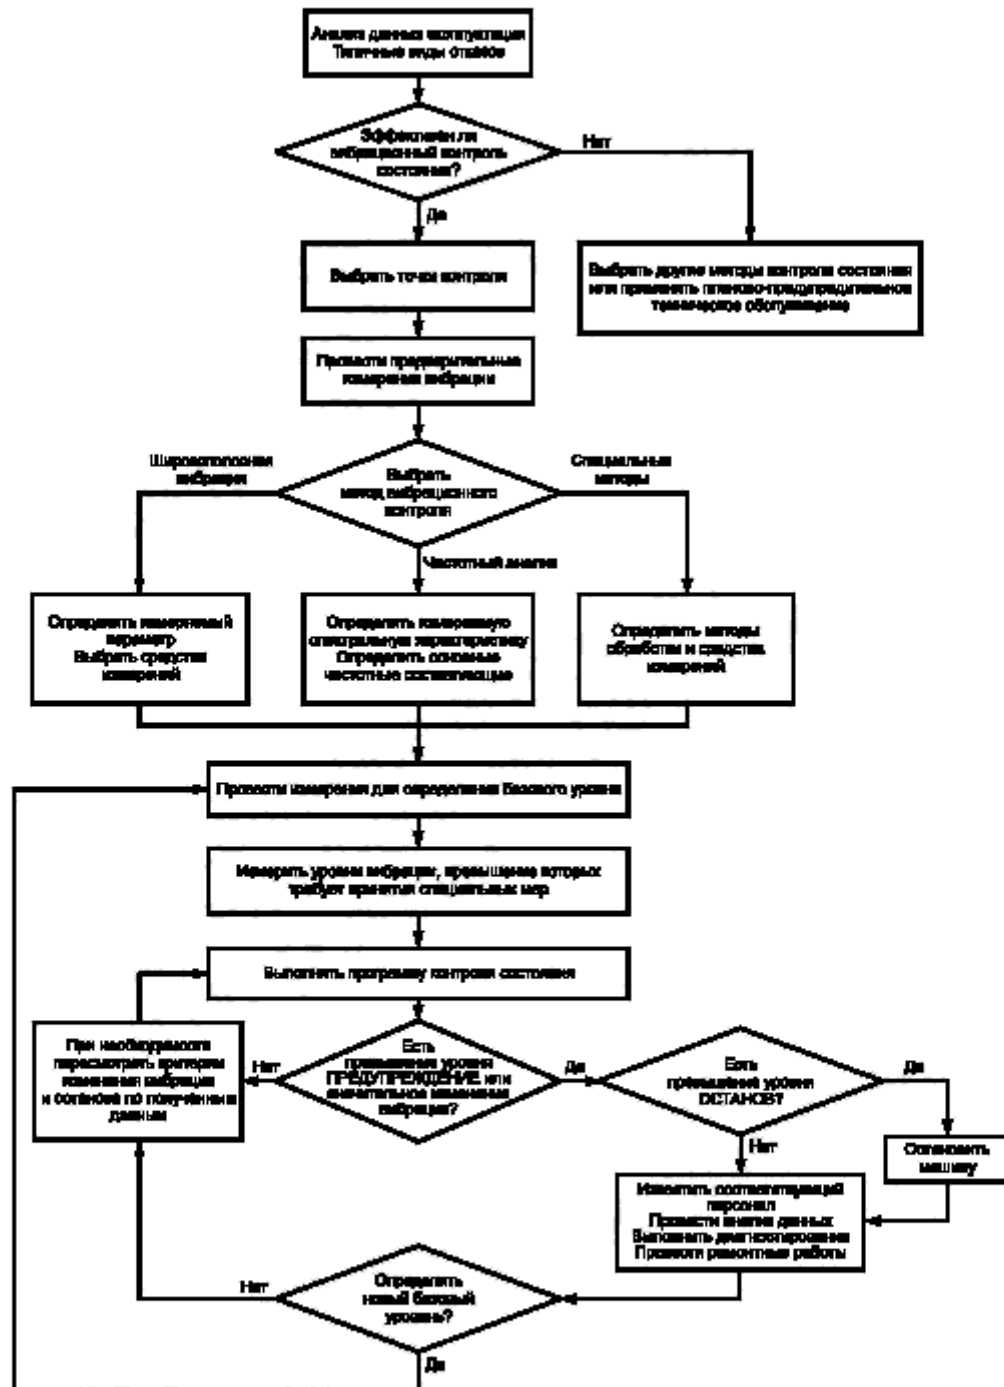 Анализ данных эксплуатации
Типичные виды отказов
Эффективен ли
вибрационный контроль
состояния?
Нет
Да
Выбрать точки контроля
Выбрать другие методы контроля состояния
или применять планово-предупредительное
техническое обслуживание
Провести предварительные
измерения вибрации
Широкополосная
вибрация
Выбрать
метод вибрационного
контроля
Специальные
методы
Частотный анализ
Определить измеряемый
параметр
Выбрать средства
измерений
Определить измеряемую
спектральную характеристику
Определить основные
частотные составляющие
Определить методы
обработки и средства
измерений
Провести измерения для определения базового уровня
Измерить уровни вибрации, превышение которых
требует принятия специальных мер
Выполнять программу контроля состояния
При необходимости
пересмотреть критерии
изменения вибрации
и останова по полученным
данным
Нет
Есть
превышение уровня
ПРЕДУПРЕЖДЕНИЕ или
значительное изменение
вибрации?
Да
Есть
превышение уровня
ОСТАНОВ?
Да
Нет
Остановить
машину
Известить соответствующий
персонал
Провести анализ данных
Выполнить диагностирование
Провести ремонтные работы
Нет
Определить
новый базовый
уровень?
Да